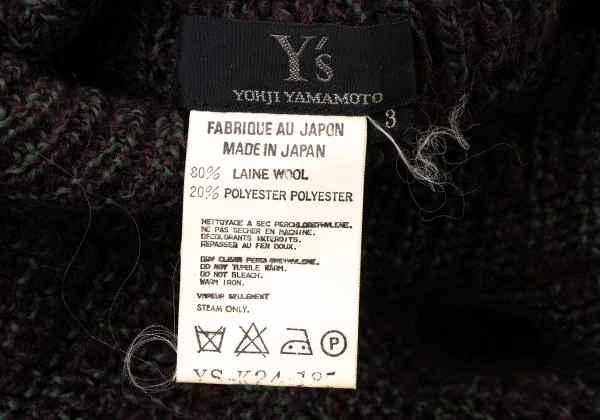 Y's
YOHJI YAMAMOTO
3
FABRIQUE AU JAPON
MADE IN JAPAN
80% LAINE WOOL
20% POLYESTER POLYESTER
NETTOYAGE A SEC PERCHLORETHYLENE.
NE PAS SECHER EN MACHINE.
DECOLORANTS INTERDITS.
REPASSER AU FER DOUX.
DRY CLEAN PERCHLORETHYLENE.
DO NOT TUMBLE WARM.
DO NOT BLEACH.
WARM IRON.
VAPEUR SEULEMENT
STEAM ONLY.
P